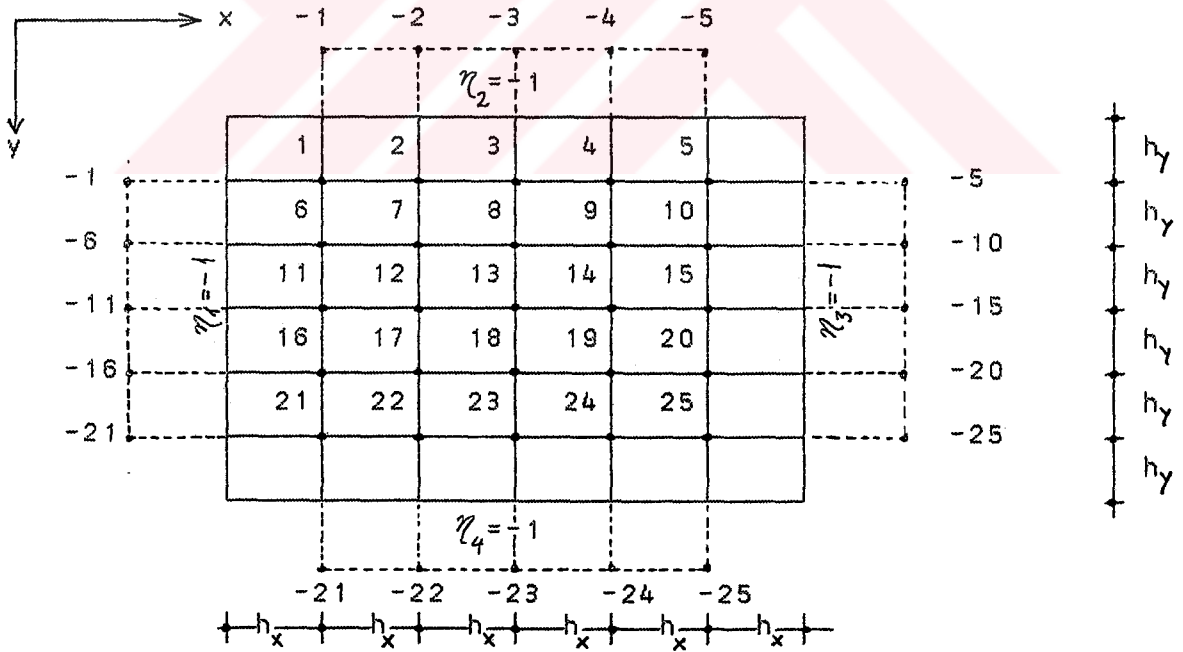 x -1 -2 -3 -4 -5
η₂=-1
y
1 2 3 4 5 hy
-1 -5
6 7 8 9 10 hy
-6 -10
η₁=-1
11 12 13 14 15 hy
η₃=-1
-11 -15
16 17 18 19 20 hy
-16 -20
21 22 23 24 25 hy
-21 -25
hy
η₄=-1
-21 -22 -23 -24 -25
hx hx hx hx hx hx